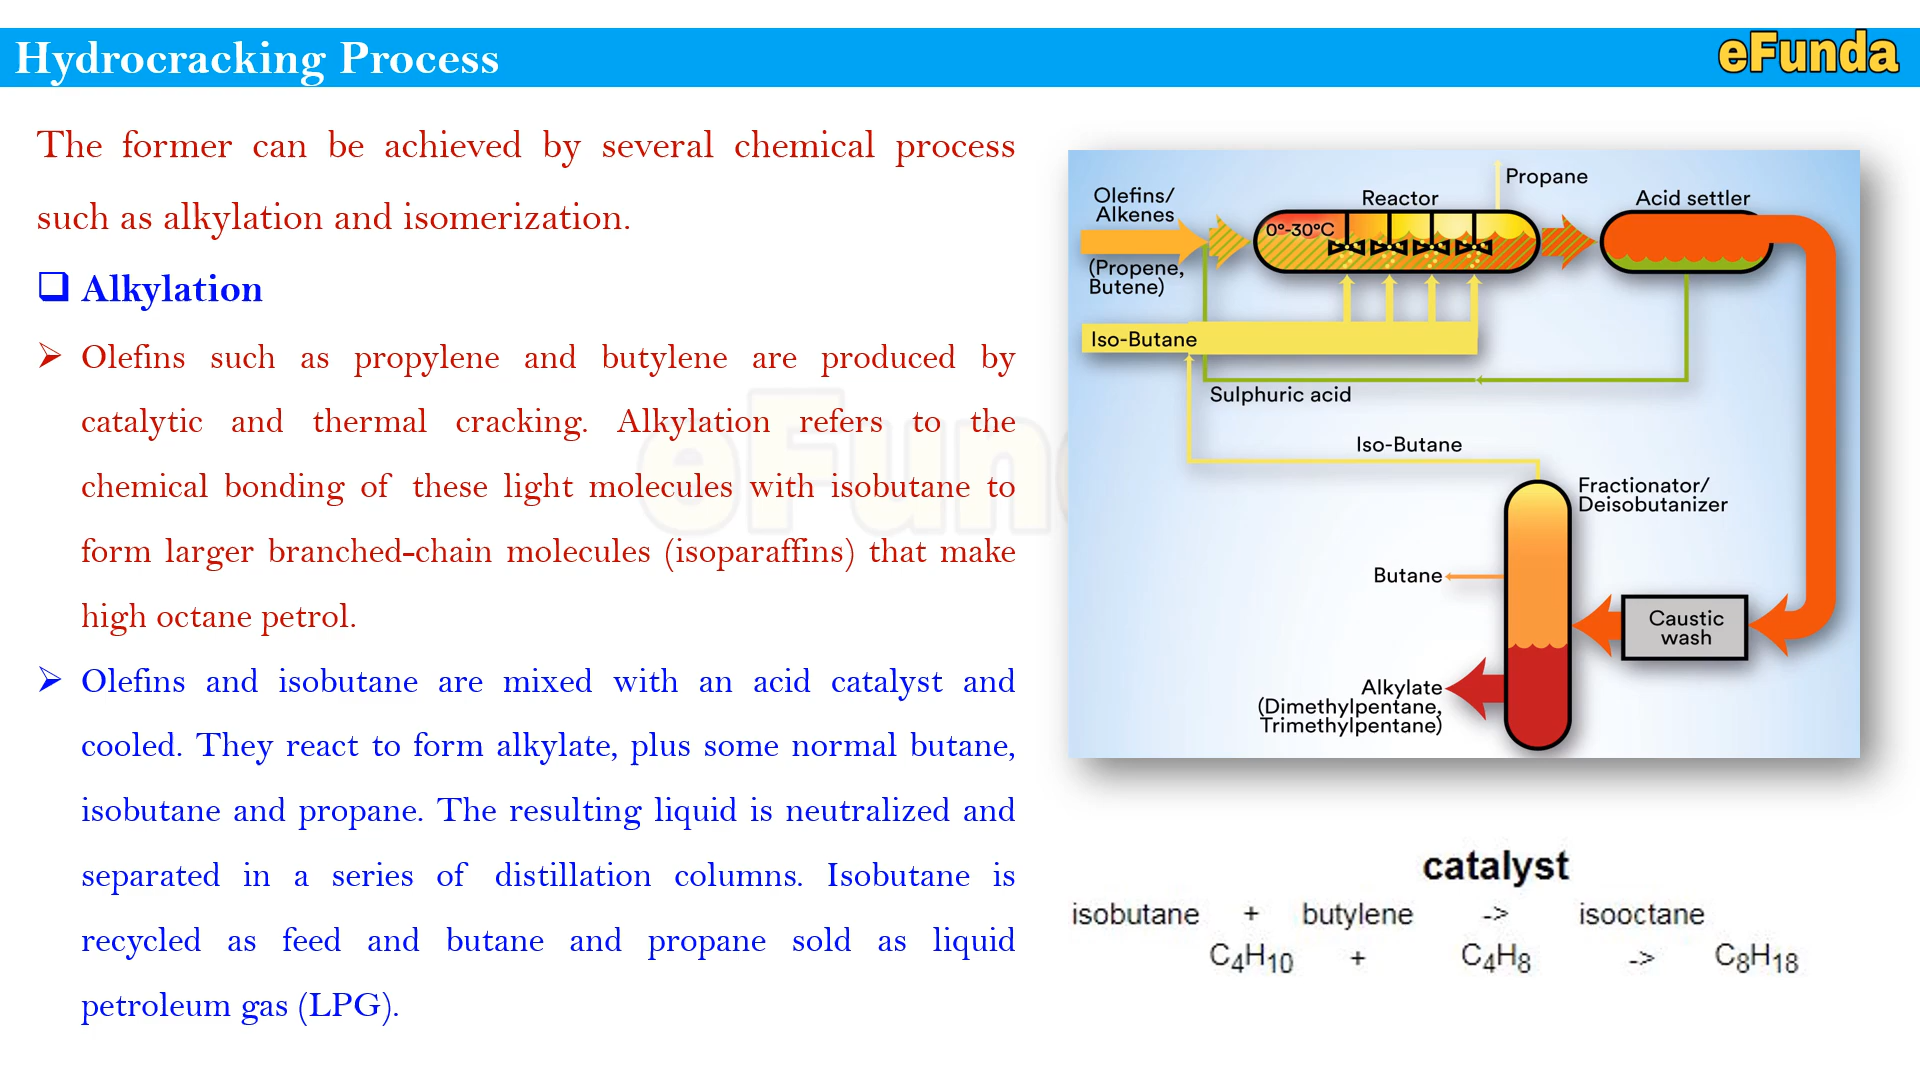 Hydrocracking Process
eFunda
The former can be achieved by several chemical process
such as alkylation and isomerization.
❑ Alkylation
➢ Olefins such as propylene and butylene are produced by
catalytic and thermal cracking. Alkylation refers to the
chemical bonding of these light molecules with isobutane to
form larger branched-chain molecules (isoparaffins) that make
high octane petrol.
➢ Olefins and isobutane are mixed with an acid catalyst and
cooled. They react to form alkylate, plus some normal butane,
isobutane and propane. The resulting liquid is neutralized and
separated in a series of distillation columns. Isobutane is
recycled as feed and butane and propane sold as liquid
petroleum gas (LPG).
eFund
Olefins/
Alkenes
(Propene,
Butene)
Reactor
0°-30°C
Propane
Acid settler
Iso-Butane
Sulphuric acid
Iso-Butane
Fractionator/
Deisobutanizer
Butane
Caustic
wash
Alkylate
(Dimethylpentane,
Trimethylpentane)
catalyst
isobutane + butylene -> isooctane
C4H10 + C4H8 -> C8H18